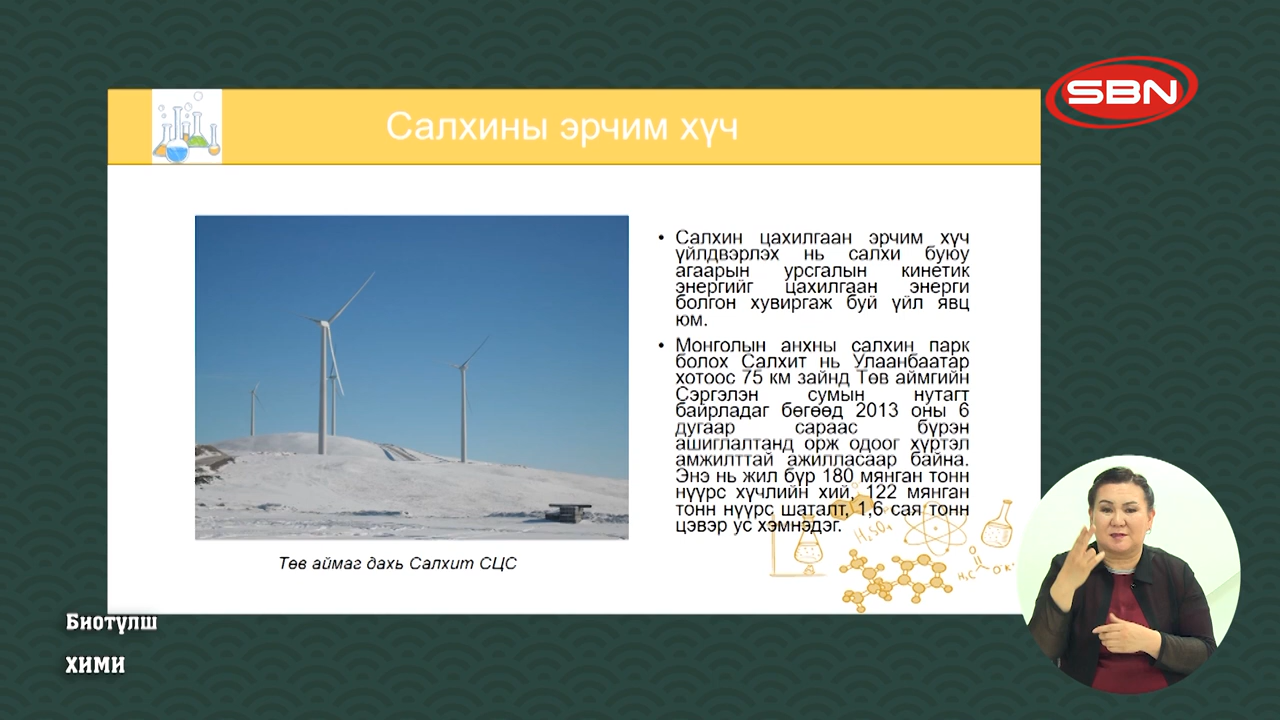 SBN
Салхины эрчим хүч
• Салхин цахилгаан эрчим хүч
үйлдвэрлэх нь салхи буюу
агаарын урсгалын кинетик
энергийг цахилгаан энерги
болгон хувиргаж буй үйл явц
юм.
• Монголын анхны салхин парк
болох Салхит нь Улаанбаатар
хотоос 75 км зайнд Төв аймгийн
Сэргэлэн сумын нутагт
байрладаг бөгөөд 2013 оны 6
дугаар сараас бүрэн
ашиглалтанд орж одоог хүртэл
амжилттай ажилласаар байна.
Энэ нь жил бүр 180 мянган тонн
нүүрс хүчлийн хий, 122 мянган
тонн нүүрс шаталт, 1,6 сая тонн
цэвэр ус хэмнэдэг.
H₂SO₄
H₃C O OK
Төв аймаг дахь Салхит СЦС
Биотүлш
ХИМИ